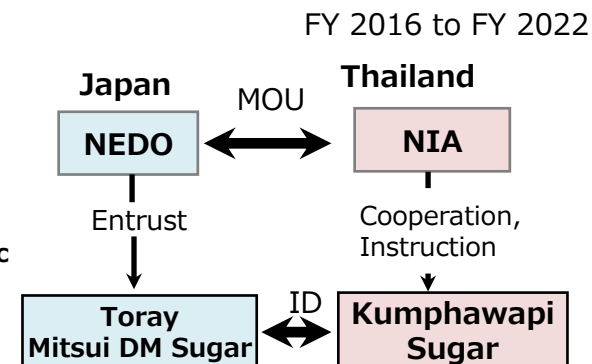 FY 2016 to FY 2022
Japan
MOU
Thailand
NEDO
NIA
Entrust
Cooperation,
Instruction
c
Toray
Mitsui DM Sugar
ID
Kumphawapi
Sugar